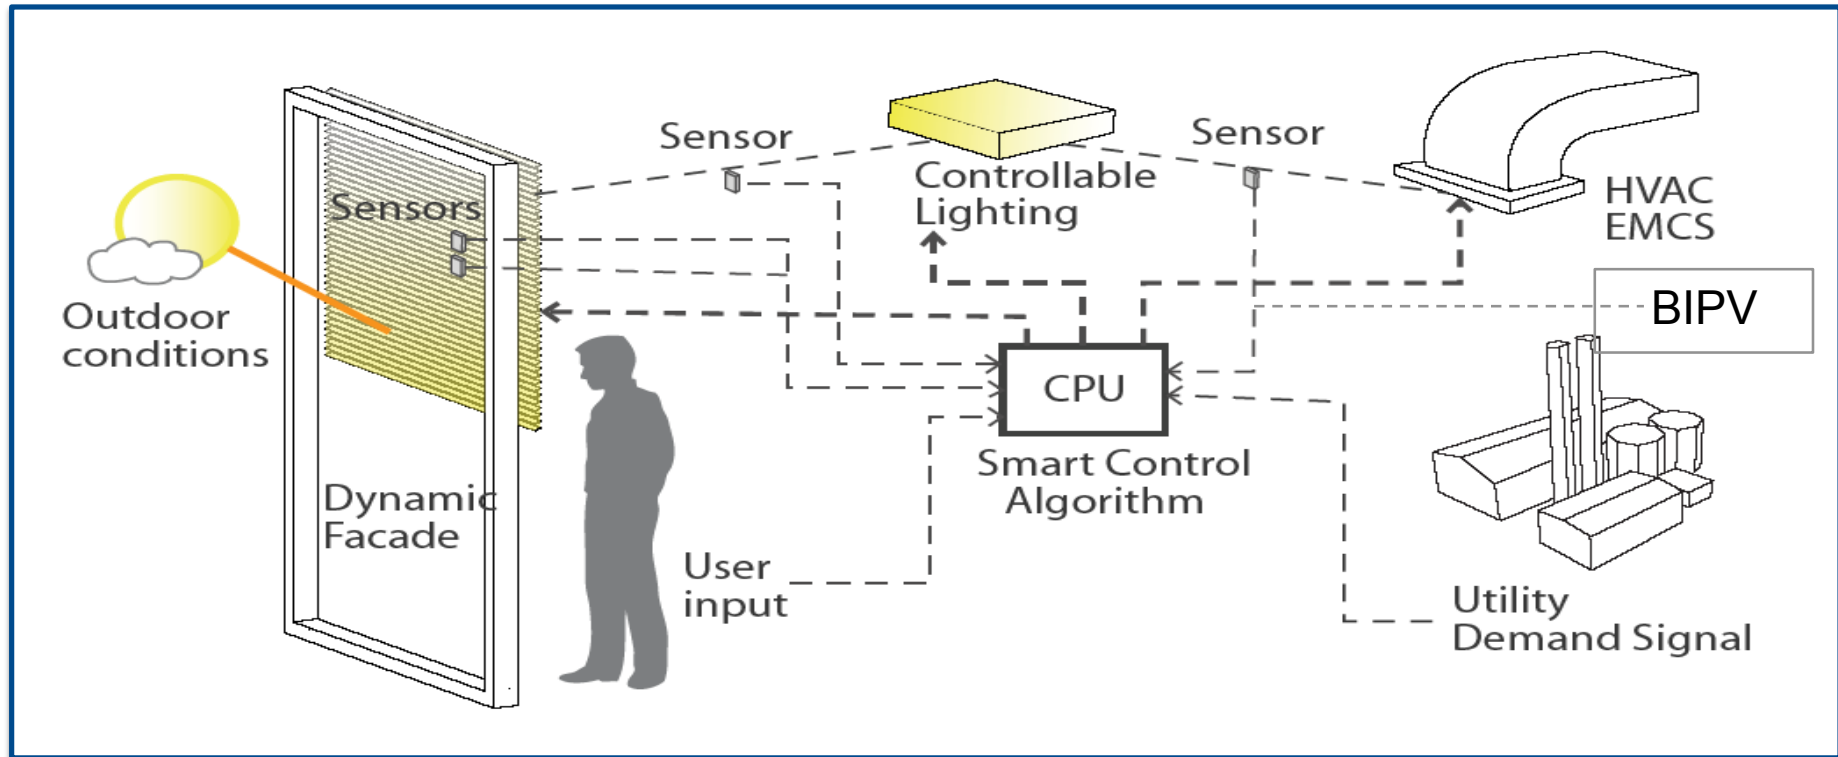 Sensor
Sensor
Controllable
Lighting
HVAC
EMCS
Sensors
BIPV
Outdoor
conditions
CPU
Smart Control
Algorithm
Dynamic
Facade
User
input
Utility
Demand Signal